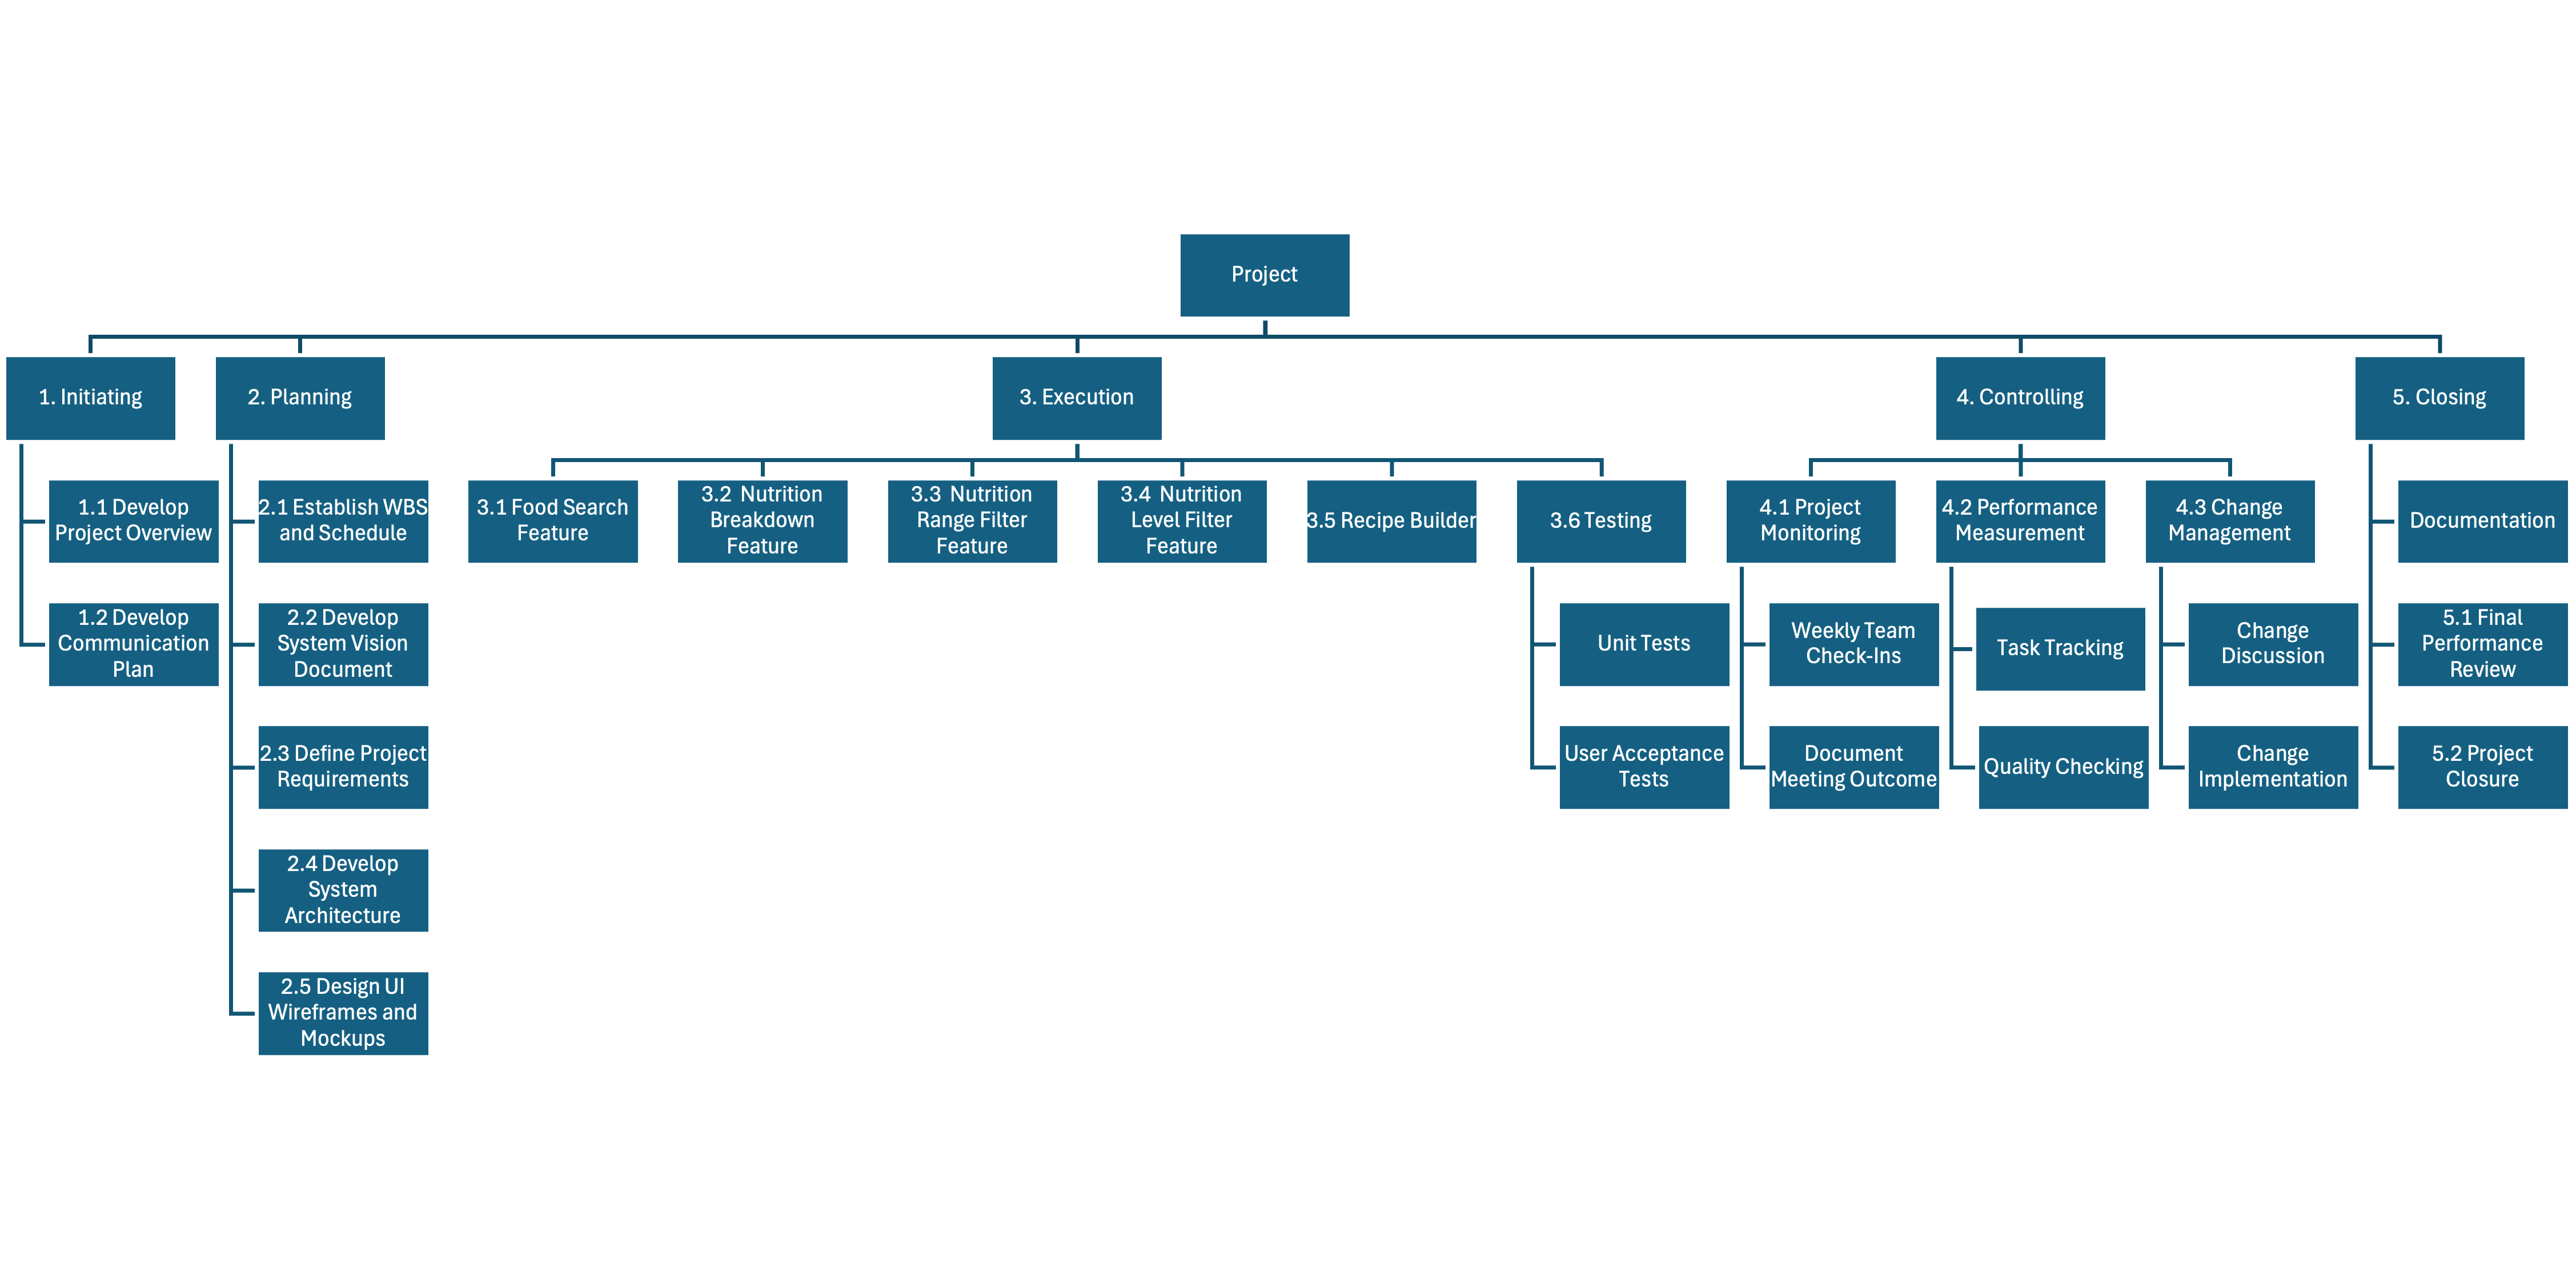 Project
1. Initiating
2. Planning
3. Execution
4. Controlling
5. Closing
1.1 Develop
Project Overview
1.2 Develop
Communication
Plan
2.1 Establish WBS
and Schedule
2.2 Develop
System Vision
Document
2.3 Define Project
Requirements
2.4 Develop
System
Architecture
2.5 Design UI
Wireframes and
Mockups
3.1 Food Search
Feature
3.2  Nutrition
Breakdown
Feature
3.3  Nutrition
Range Filter
Feature
3.4  Nutrition
Level Filter
Feature
3.5 Recipe Builder
3.6 Testing
Unit Tests
User Acceptance
Tests
4.1 Project
Monitoring
Weekly Team
Check-Ins
Document
Meeting Outcome
4.2 Performance
Measurement
Task Tracking
Quality Checking
4.3 Change
Management
Change
Discussion
Change
Implementation
Documentation
5.1 Final
Performance
Review
5.2 Project
Closure